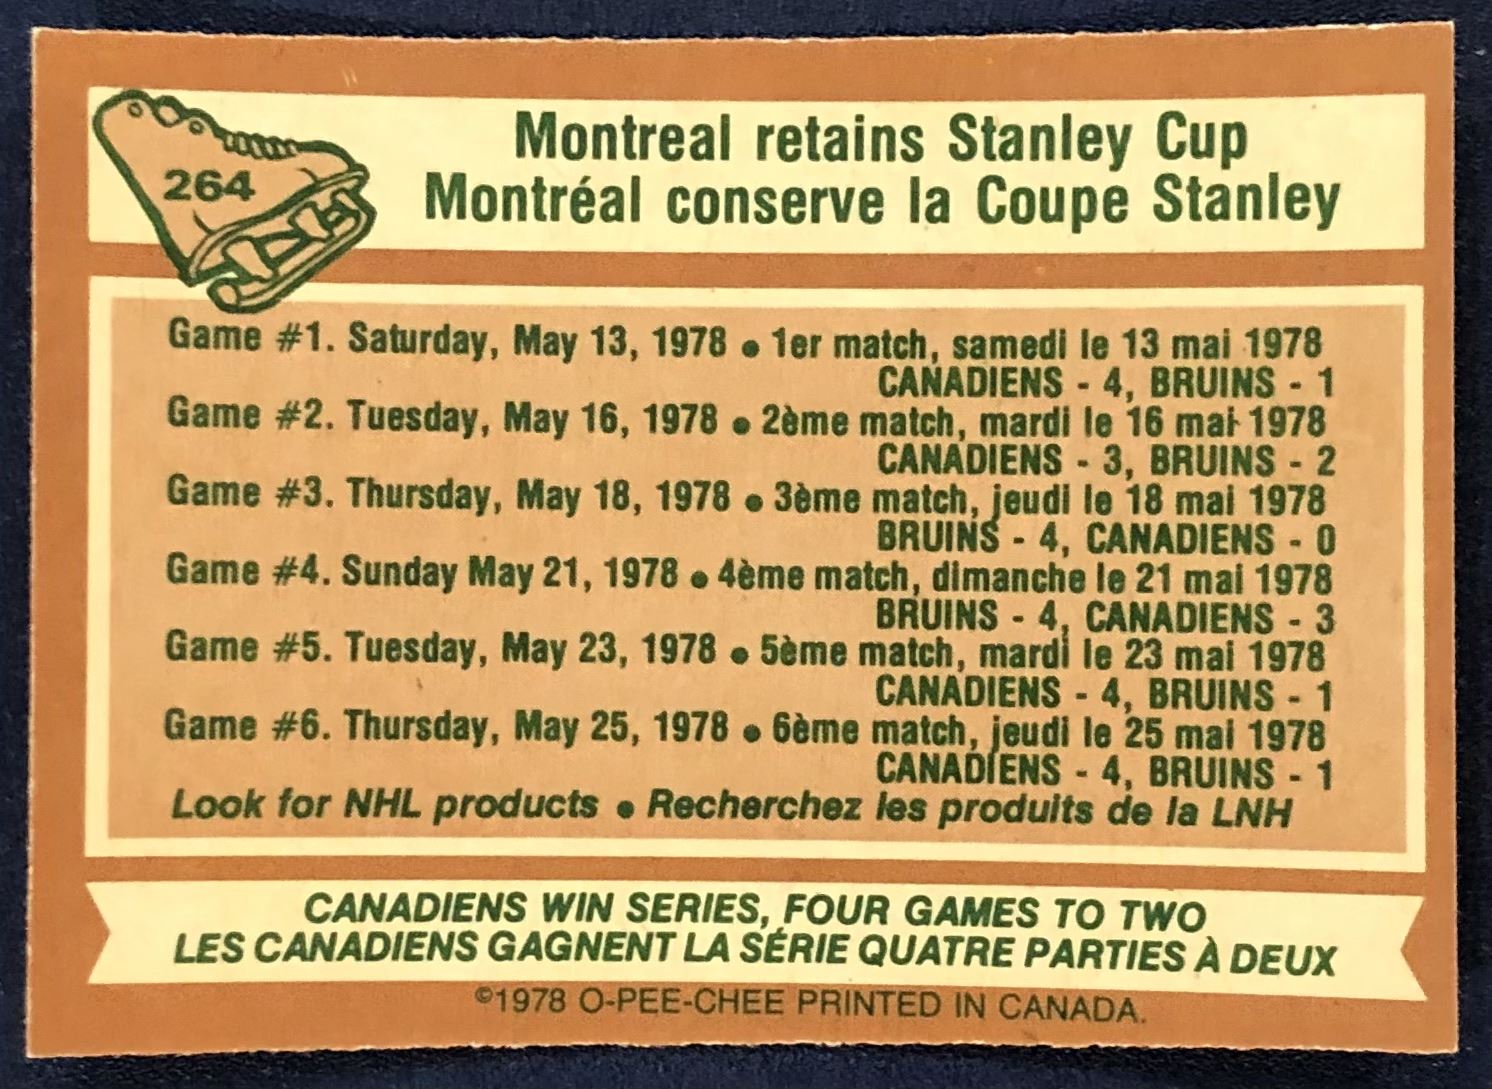 264
Montreal retains Stanley Cup
Montréal conserve la Coupe Stanley
Game #1. Saturday, May 13, 1978 • 1er match, samedi le 13 mai 1978
CANADIENS - 4, BRUINS - 1
Game #2. Tuesday, May 16, 1978 • 2ème match, mardi le 16 mai 1978
CANADIENS - 3, BRUINS - 2
Game #3. Thursday, May 18, 1978 • 3ème match, jeudi le 18 mai 1978
BRUINS - 4, CANADIENS - 0
Game #4. Sunday May 21, 1978 • 4ème match, dimanche le 21 mai 1978
BRUINS - 4, CANADIENS - 3
Game #5. Tuesday, May 23, 1978 • 5ème match, mardi le 23 mai 1978
CANADIENS - 4, BRUINS - 1
Game #6. Thursday, May 25, 1978 • 6ème match, jeudi le 25 mai 1978
CANADIENS - 4, BRUINS - 1
Look for NHL products • Recherchez les produits de la LNH
CANADIENS WIN SERIES, FOUR GAMES TO TWO
LES CANADIENS GAGNENT LA SÉRIE QUATRE PARTIES À DEUX
©1978 O-PEE-CHEE PRINTED IN CANADA.